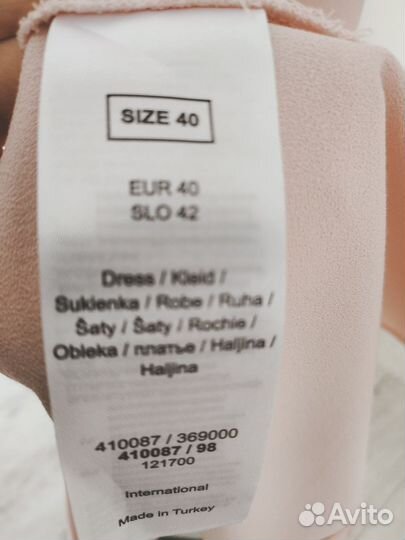 SIZE 40
EUR 40
SLO 42
Dress / Kleid /
Sukienka / Robe / Ruha /
Šaty / Šaty / Rochie /
Obleka / платье / Haljina /
Haljina
410087 / 369000
410087 / 98
121700
International
Made in Turkey
Avito